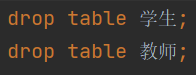 drop table 学生;
drop table 教师;